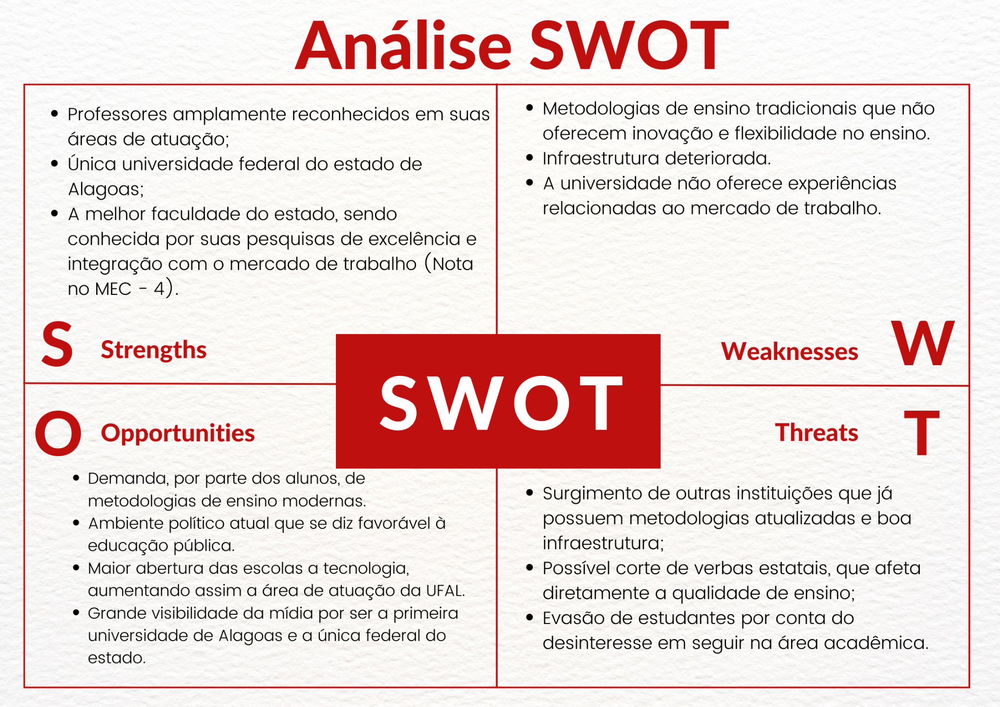 Análise SWOT
• Professores amplamente reconhecidos em suas
áreas de atuação;
• Única universidade federal do estado de
Alagoas;
• A melhor faculdade do estado, sendo
conhecida por suas pesquisas de excelência e
integração com o mercado de trabalho (Nota
no MEC - 4).
S Strengths
• Metodologias de ensino tradicionais que não
oferecem inovação e flexibilidade no ensino.
• Infraestrutura deteriorada.
• A universidade não oferece experiências
relacionadas ao mercado de trabalho.
Weaknesses W
SWOT
O Opportunities
• Demanda, por parte dos alunos, de
metodologias de ensino modernas.
• Ambiente político atual que se diz favorável à
educação pública.
• Maior abertura das escolas a tecnologia,
aumentando assim a área de atuação da UFAL.
• Grande visibilidade da mídia por ser a primeira
universidade de Alagoas e a única federal do
estado.
Threats T
• Surgimento de outras instituições que já
possuem metodologias atualizadas e boa
infraestrutura;
• Possível corte de verbas estatais, que afeta
diretamente a qualidade de ensino;
• Evasão de estudantes por conta do
desinteresse em seguir na área acadêmica.